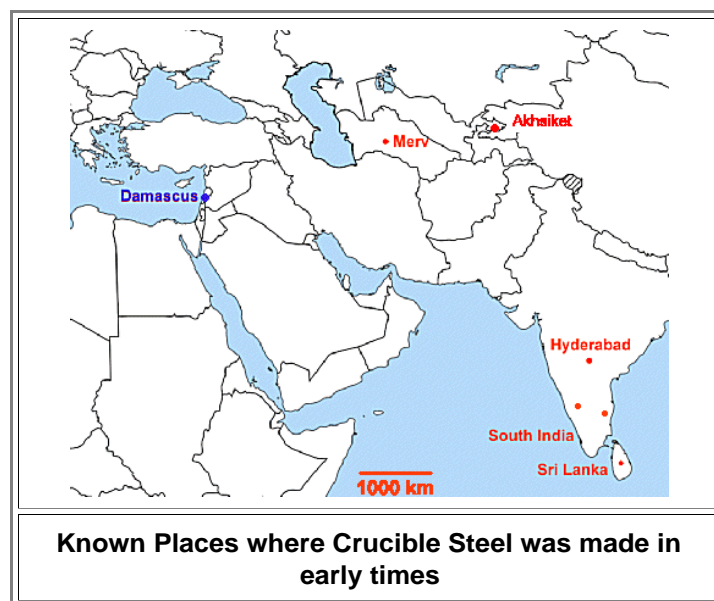 Akhsiket
Merv
Damascus
Hyderabad
South India
Sri Lanka
1000 km
Known Places where Crucible Steel was made in
early times